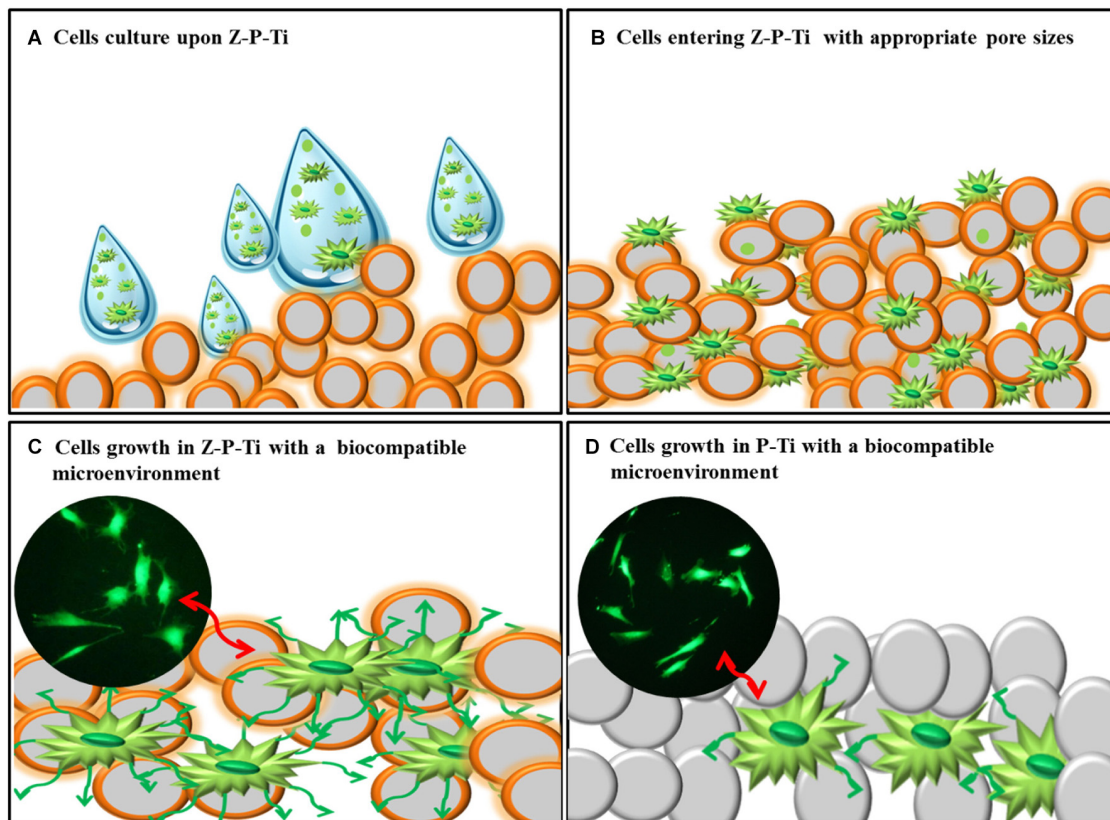 A Cells culture upon Z-P-Ti
B Cells entering Z-P-Ti with appropriate pore sizes
C Cells growth in Z-P-Ti with a biocompatible
microenvironment
D Cells growth in P-Ti with a biocompatible
microenvironment